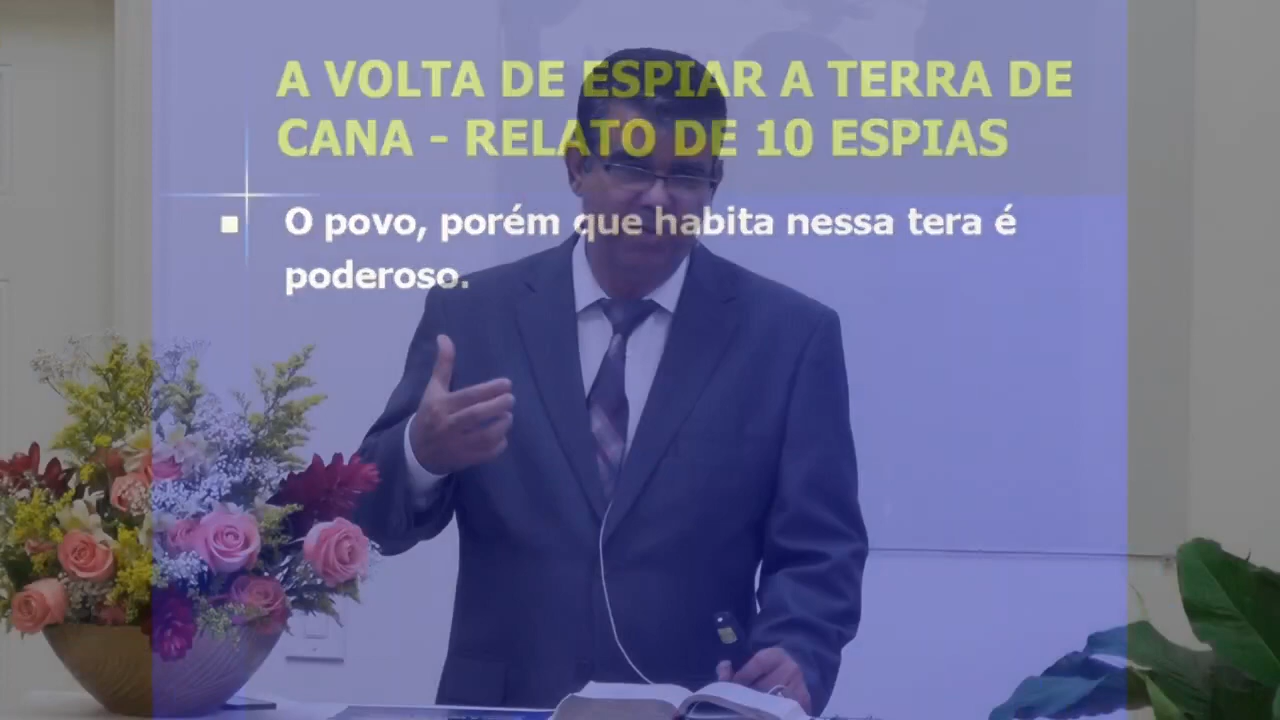 A VOLTA DE ESPIAR A TERRA DE
CANA - RELATO DE 10 ESPIAS
O povo, porém que habita nessa tera é
poderoso.